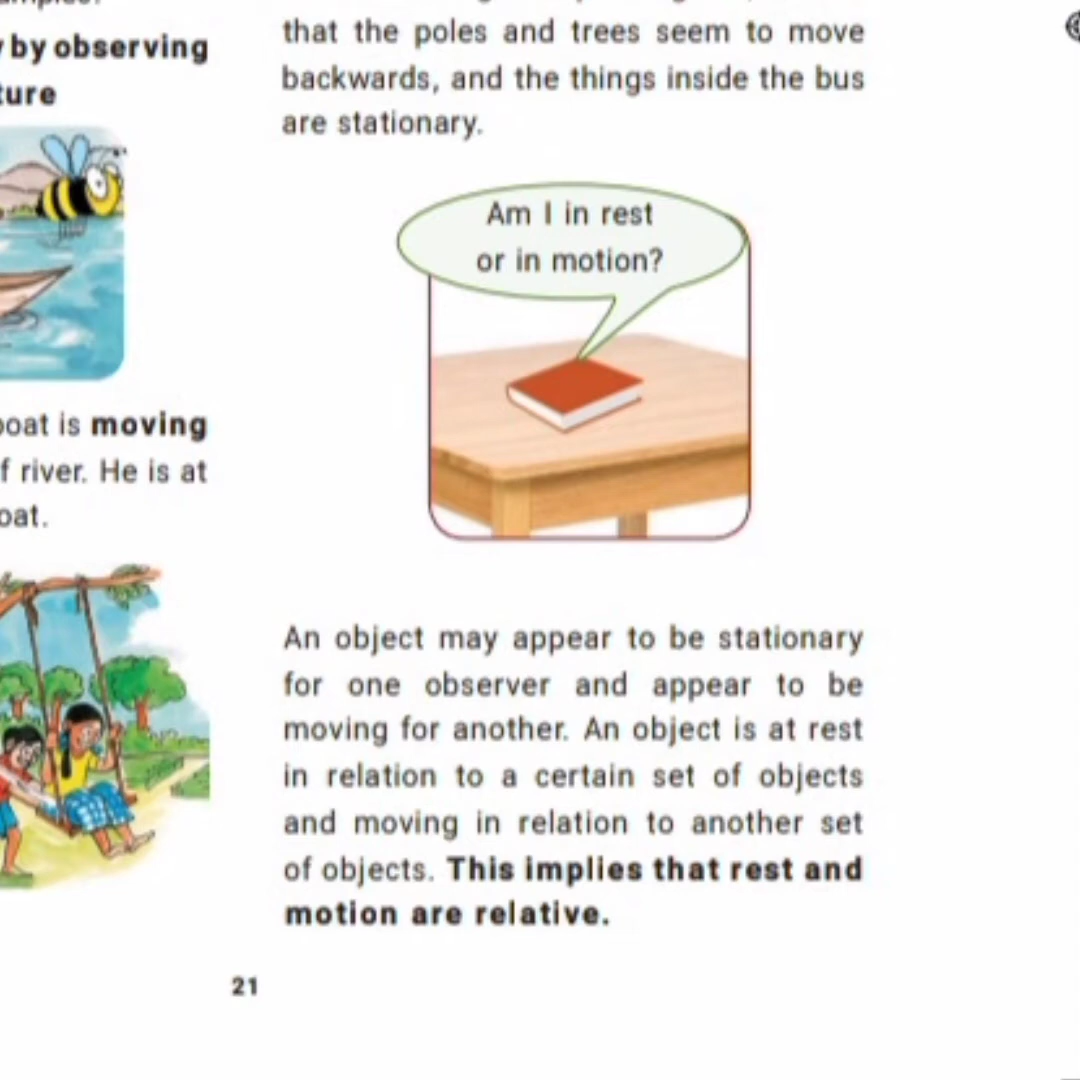 by observing
ture
boat is moving
f river. He is at
oat.
that the poles and trees seem to move
backwards, and the things inside the bus
are stationary.
Am I in rest
or in motion?
An object may appear to be stationary
for one observer and appear to be
moving for another. An object is at rest
in relation to a certain set of objects
and moving in relation to another set
of objects. This implies that rest and
motion are relative.
21